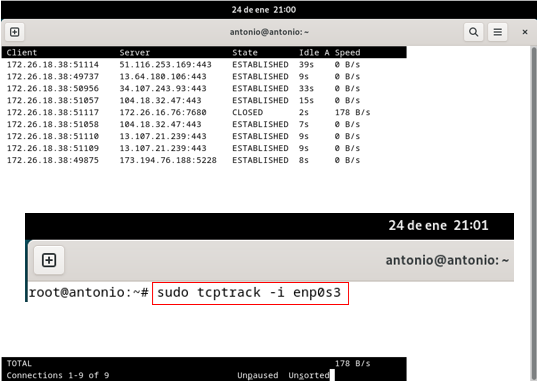 24 de ene 21:00
antonio@antonio: ~
Client Server State Idle A Speed
172.26.18.38:51114 51.116.253.169:443 ESTABLISHED 39s 0 B/s
172.26.18.38:49737 13.64.180.106:443 ESTABLISHED 9s 0 B/s
172.26.18.38:50956 34.107.243.93:443 ESTABLISHED 33s 0 B/s
172.26.18.38:51057 104.18.32.47:443 ESTABLISHED 15s 0 B/s
172.26.18.38:51117 172.26.16.76:7680 CLOSED 2s 178 B/s
172.26.18.38:51058 104.18.32.47:443 ESTABLISHED 7s 0 B/s
172.26.18.38:51110 13.107.21.239:443 ESTABLISHED 9s 0 B/s
172.26.18.38:51109 13.107.21.239:443 ESTABLISHED 9s 0 B/s
172.26.18.38:49875 173.194.76.188:5228 ESTABLISHED 8s 0 B/s
24 de ene 21:01
antonio@antonio: ~
root@antonio:~# sudo tcptrack -i enp0s3
TOTAL 178 B/s
Connections 1-9 of 9 Unpaused Unsorted